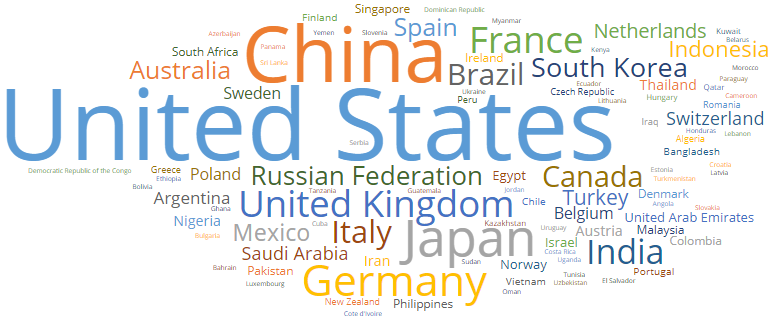 Singapore
Dominican Republic
Finland
Myanmar
Azerbaijan
Yemen
Slovenia
Spain
Netherlands
Kuwait
Belarus
South Africa
Panama
China
France
Kenya
Indonesia
Sri Lanka
Ireland
Australia
Brazil
South Korea
Morocco
Paraguay
Sweden
Ukraine
Peru
Ecuador
Czech Republic
Lithuania
Thailand
Hungary
Qatar
Cameroon
Romania
United States
Iraq
Switzerland
Honduras
Lebanon
Algeria
Serbia
Bangladesh
Democratic Republic of the Congo
Greece
Ethiopia
Poland
Russian Federation
Egypt
Canada
Estonia
Croatia
Latvia
Turkmenistan
Bolivia
Tanzania
Guatemala
Jordan
Argentina
Ghana
United Kingdom
Chile
Turkey
Denmark
Angola
Slovakia
Nigeria
Cuba
Kazakhstan
Belgium
United Arab Emirates
Bulgaria
Mexico
Italy
Japan
Uruguay
Austria
Malaysia
Israel
Colombia
Saudi Arabia
Iran
Costa Rica
Uganda
India
Bahrain
Pakistan
Sudan
Norway
Portugal
Luxembourg
Germany
Vietnam
Tunisia
Uzbekistan
El Salvador
Oman
New Zealand
Philippines
Cote d'Ivoire